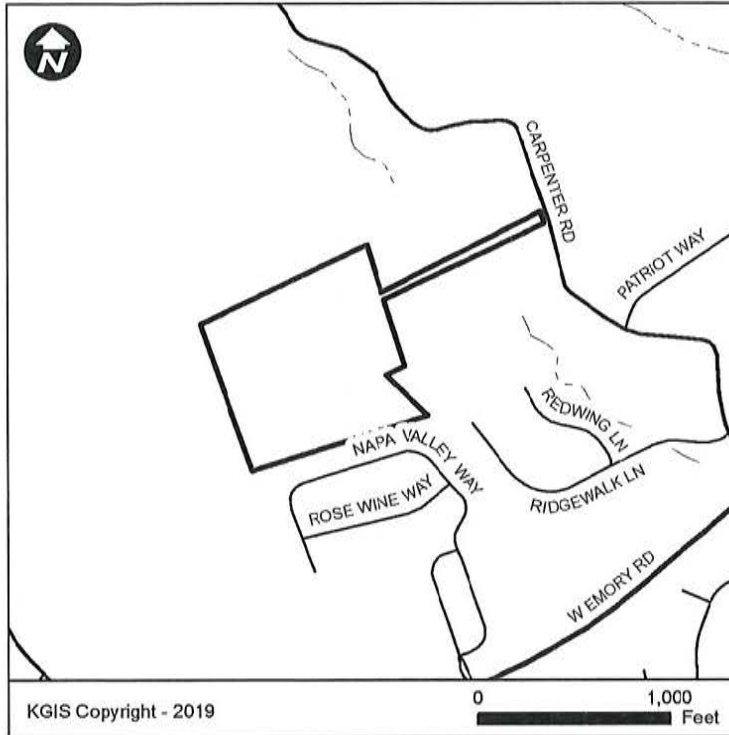 N
CARPENTER RD
PATRIOT WAY
REDWING LN
NAPA VALLEY WAY
ROSE WINE WAY
RIDGEWALK LN
W EMORY RD
KGIS Copyright - 2019
0 1,000
Feet